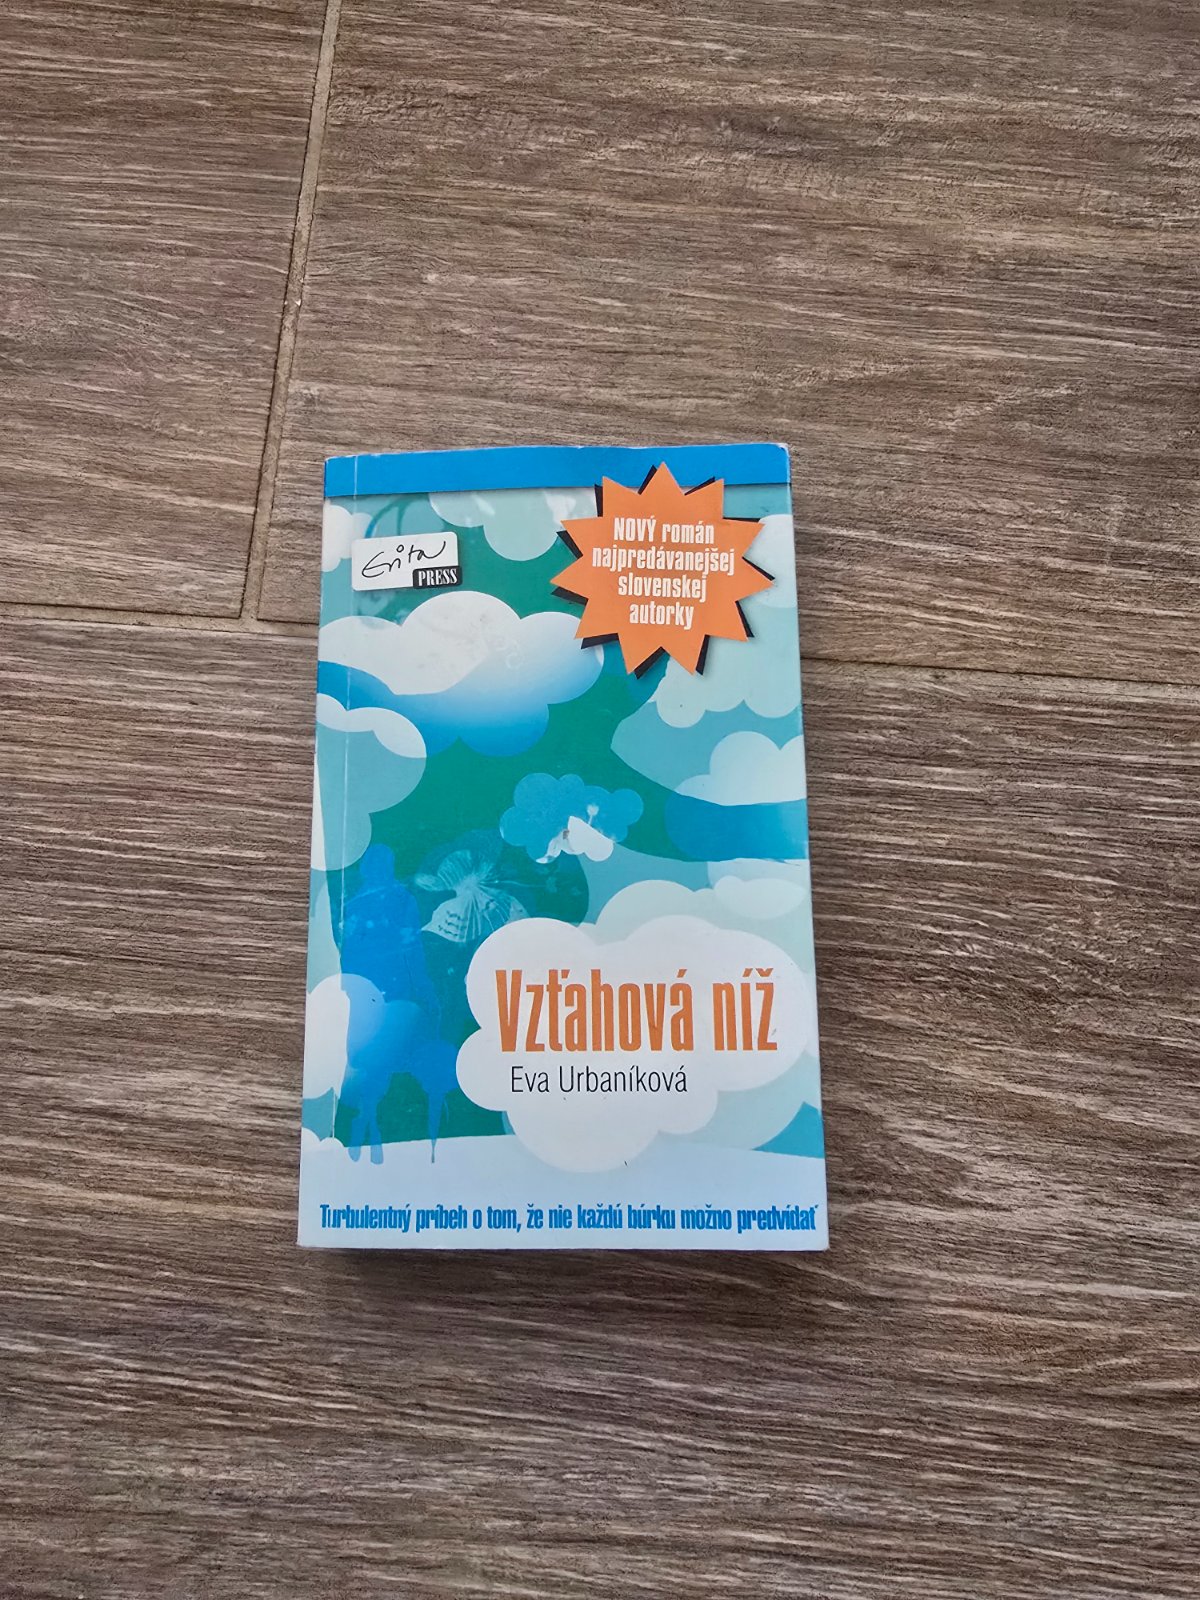 Evita
PRESS
NOVÝ román
najpredávanejšej
slovenskej
autorky
Vzťahová níž
Eva Urbaníková
Turbulentný príbeh o tom, že nie každú búrku možno predvídať